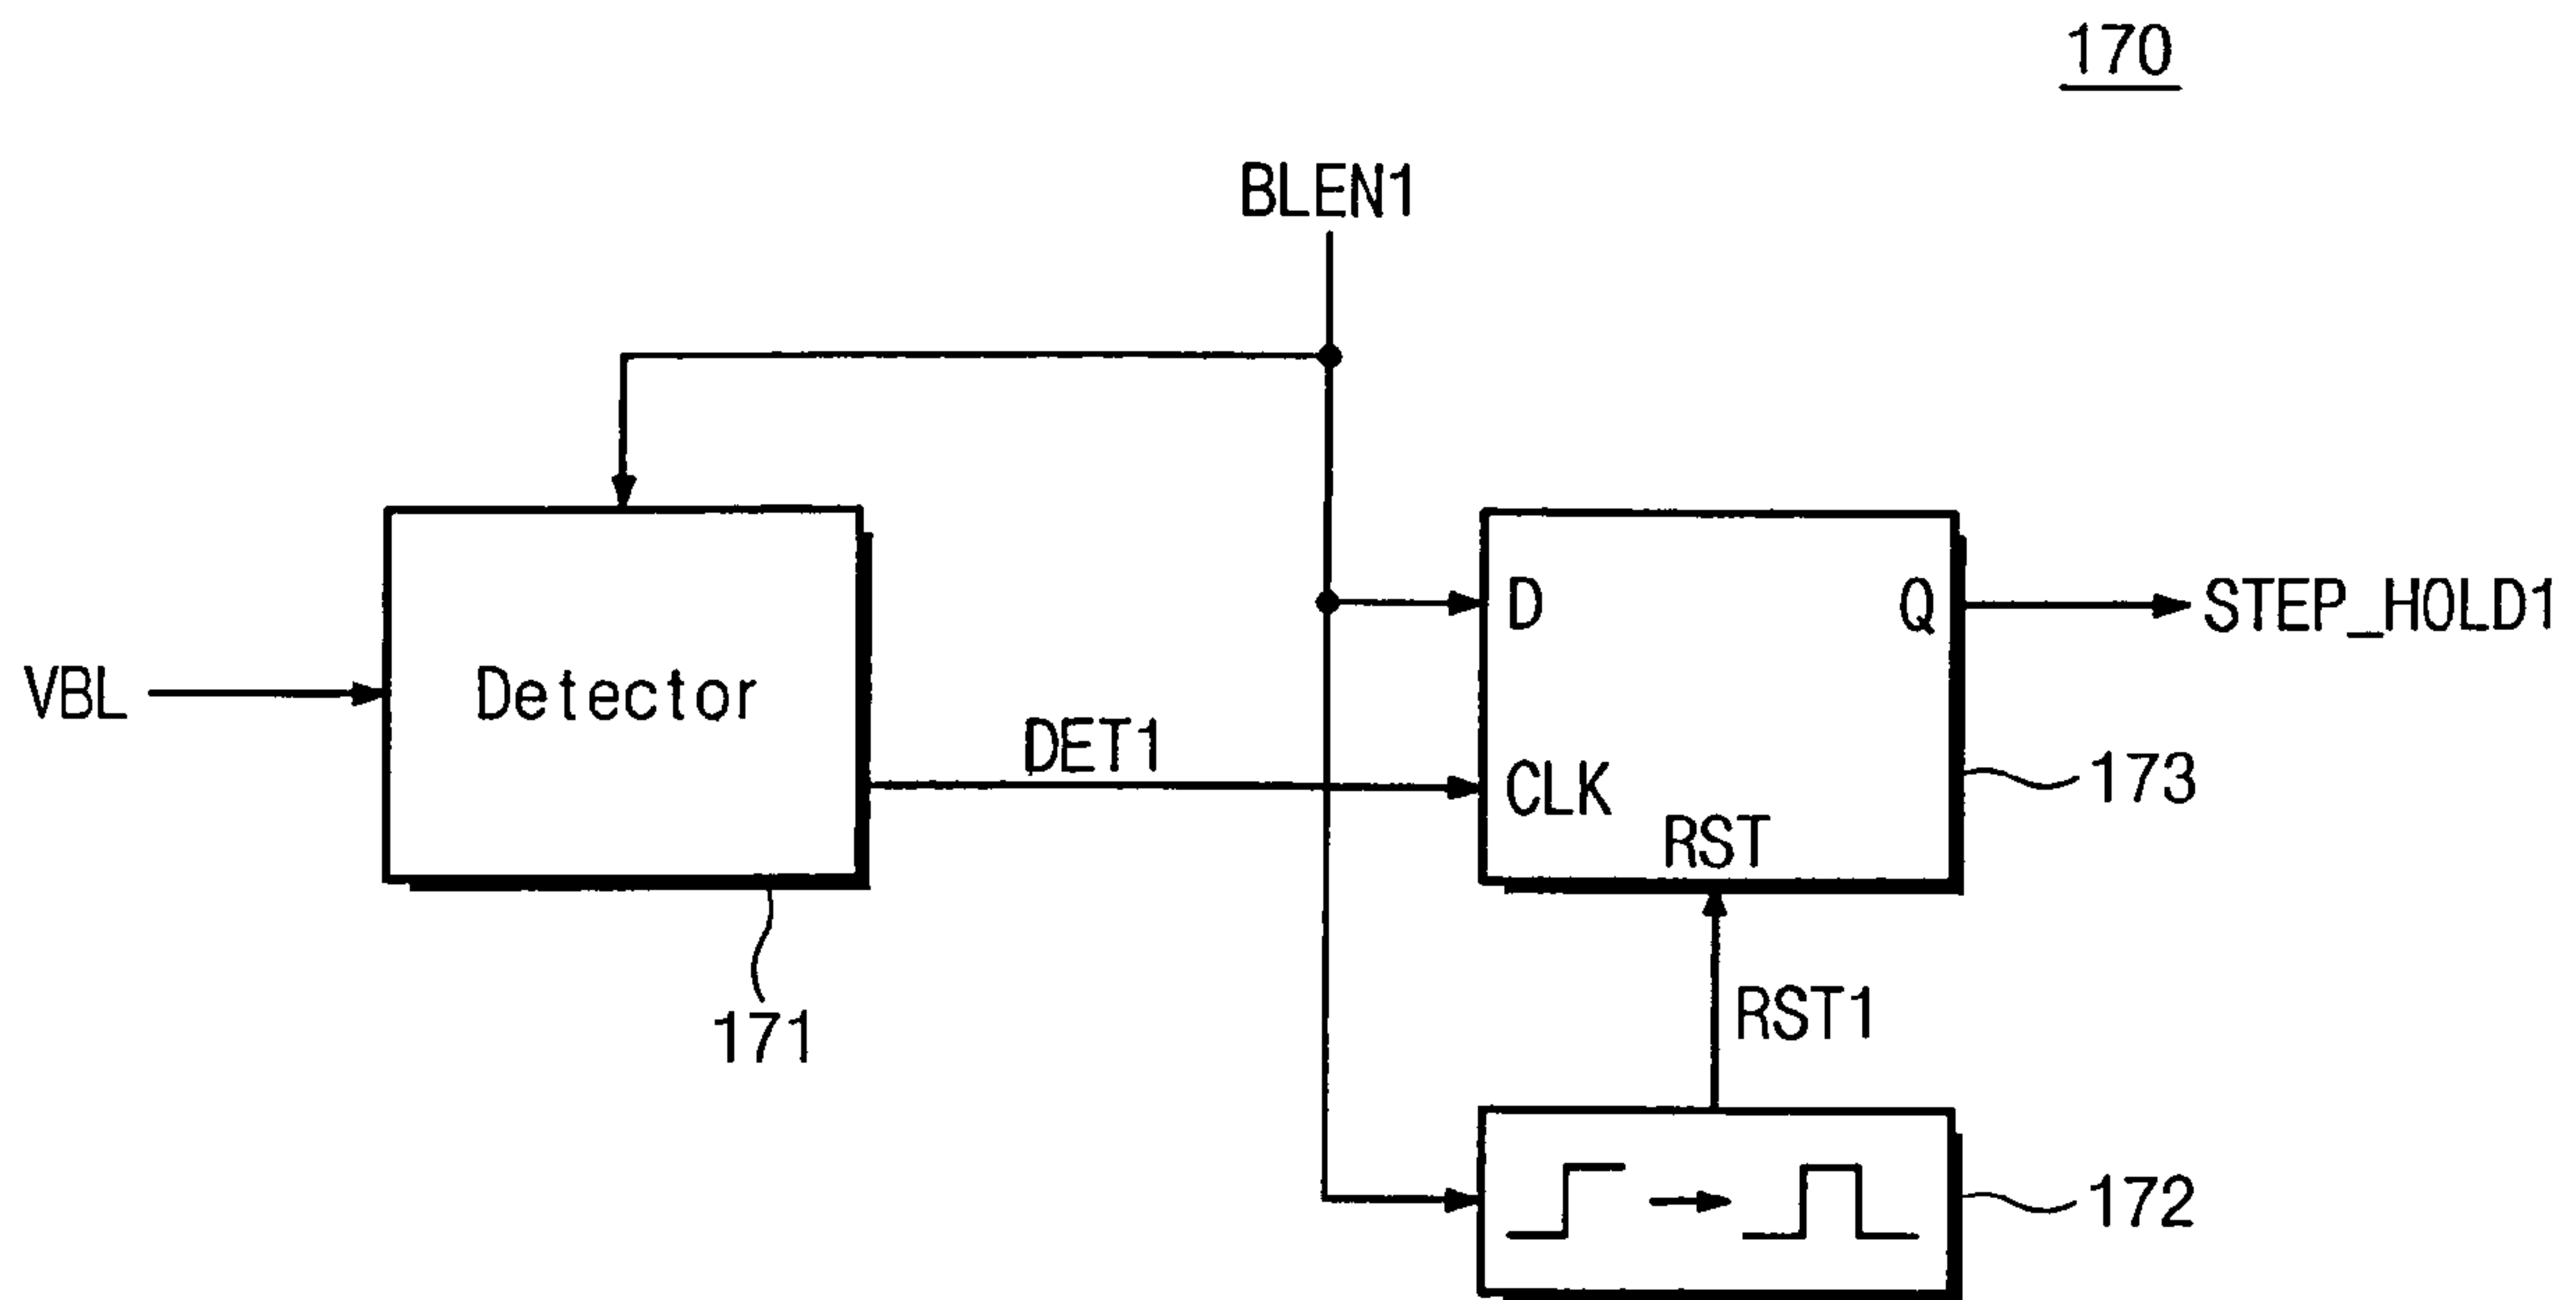 170
BLEN1
D
Q
STEP_HOLD1
VBL
Detector
DET1
CLK
173
RST
171
RST1
172